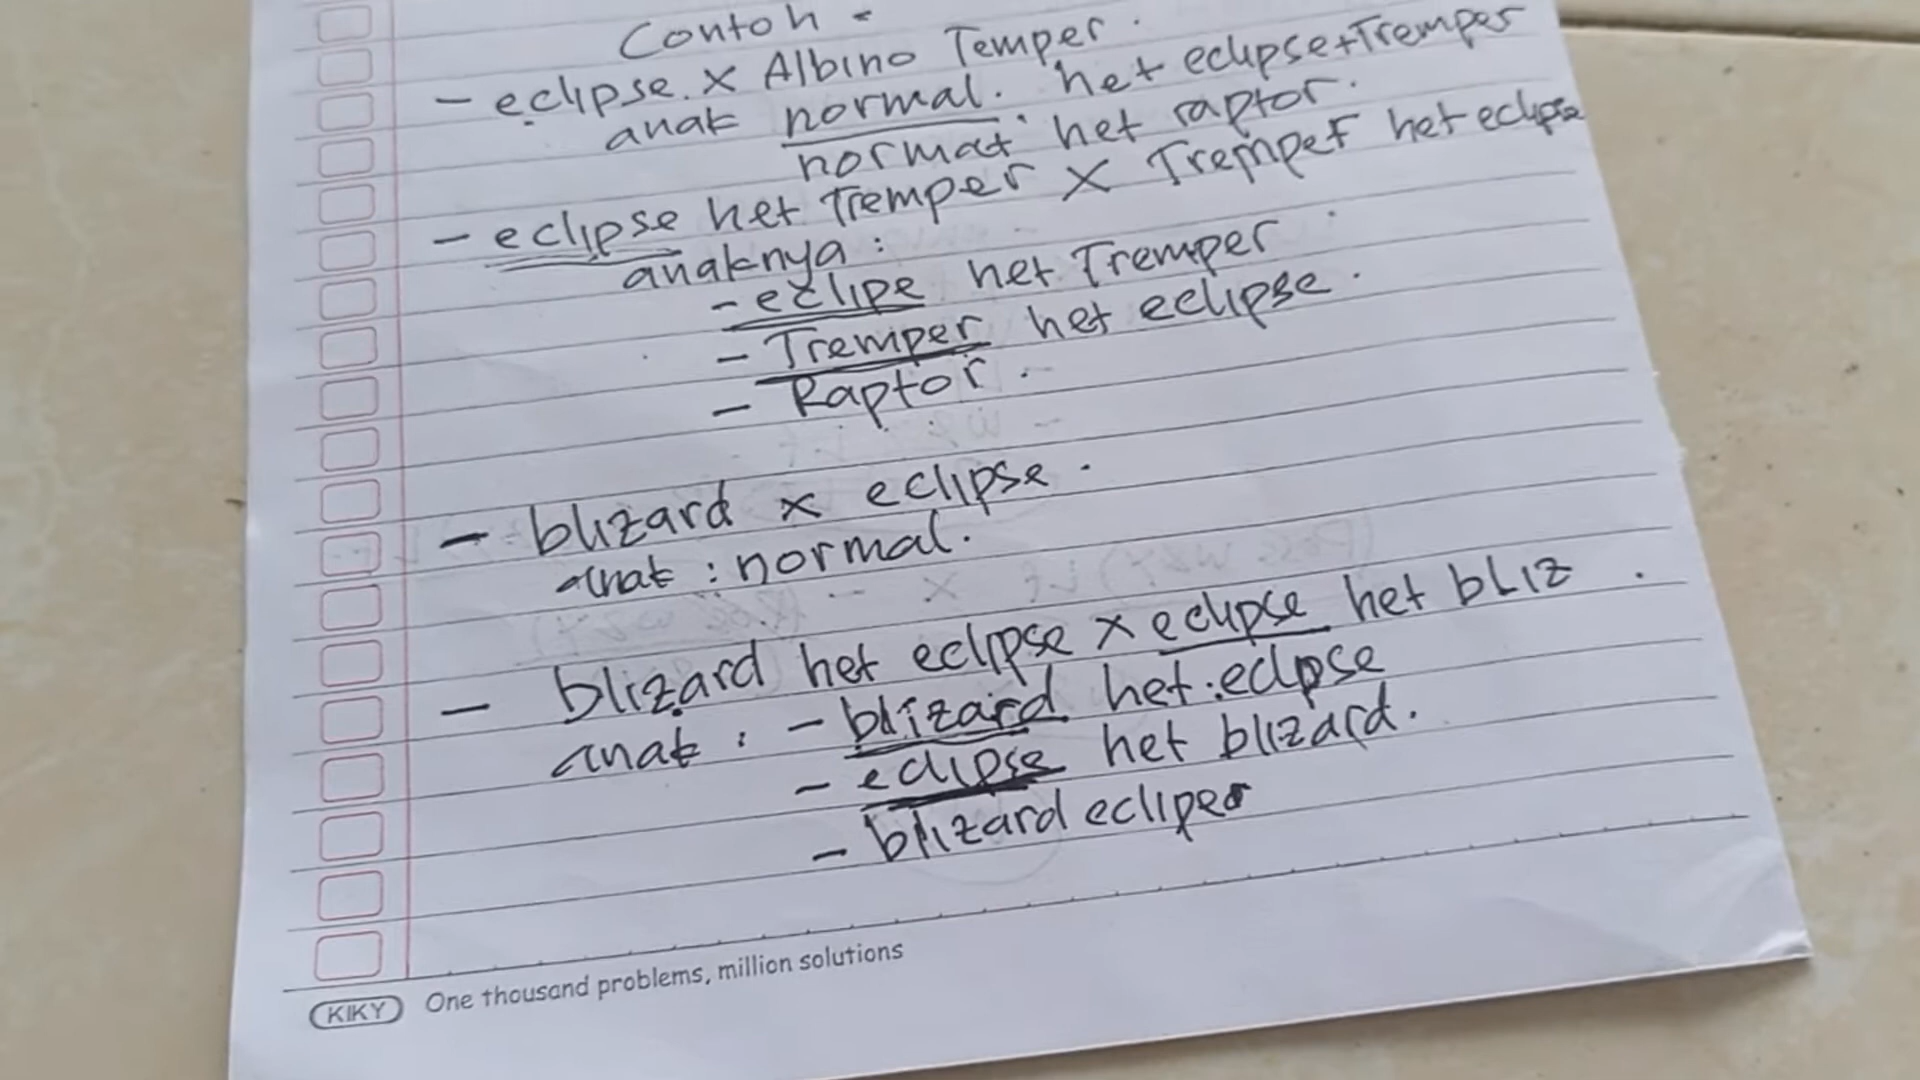 Contoh =
- eclipse x Albino Temper.
anak normal. het eclipse+Tremper
normal het raptor.
- eclipse het Tremper x Tremper het eclipse
anaknya :
- eclipe het Tremper
- Tremper het eclipse.
- Raptor.
- blizard x eclipse.
anak : normal.
- blizard het eclipse x eclipse het bliz
anak : - blizard het eclipse
- eclipse het blizard.
- blizard eclipes
KIKY One thousand problems, million solutions